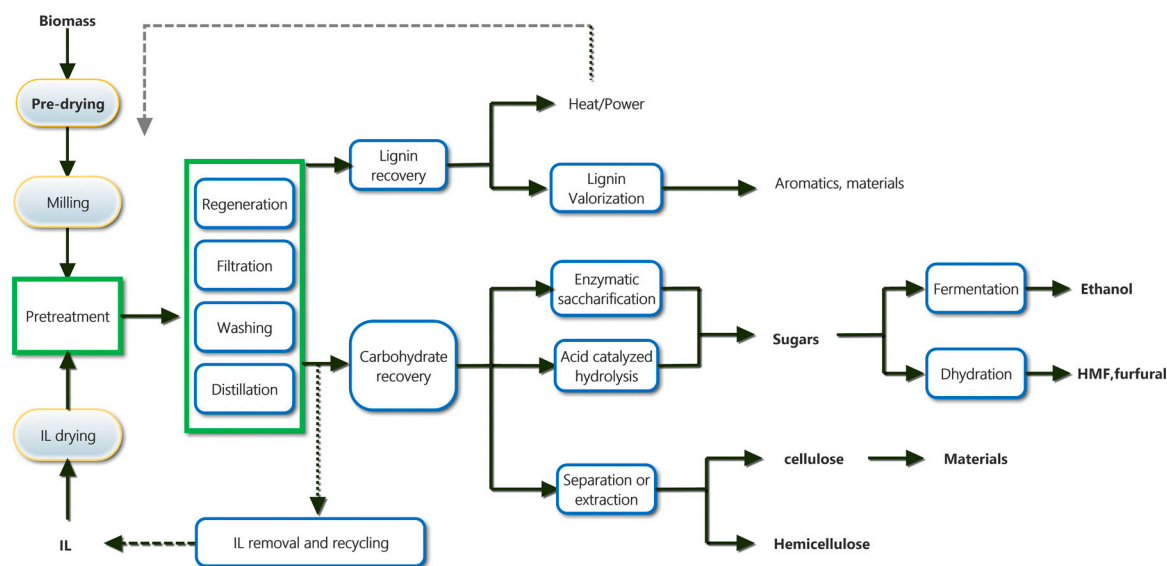 Biomass
Pre-drying
Milling
Pretreatment
IL drying
IL
Regeneration
Filtration
Washing
Distillation
IL removal and recycling
Lignin
recovery
Heat/Power
Lignin
Valorization
Aromatics, materials
Carbohydrate
recovery
Enzymatic
saccharification
Acid catalyzed
hydrolysis
Sugars
Fermentation
Ethanol
Dhydration
HMF,furfural
Separation or
extraction
cellulose
Materials
Hemicellulose